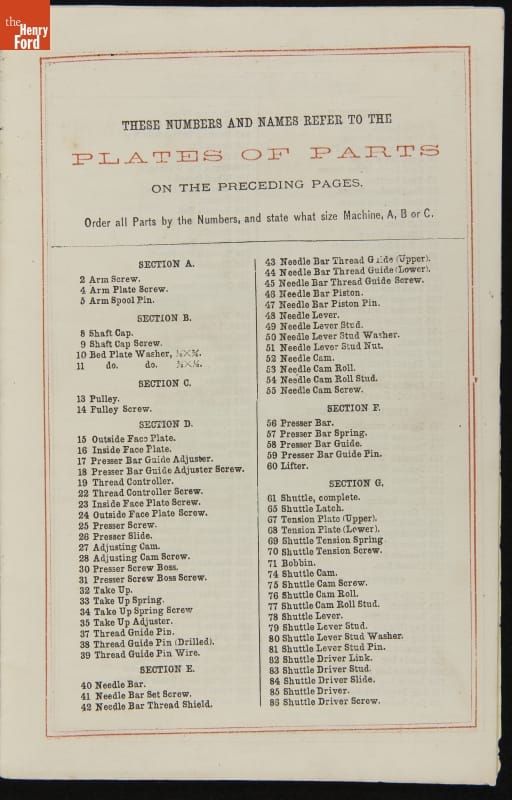 the
Henry
Ford
THESE NUMBERS AND NAMES REFER TO THE
PLATES OF PARTS
ON THE PRECEDING PAGES.
Order all Parts by the Numbers, and state what size Machine, A, B or C.
SECTION A.
2 Arm Screw.
4 Arm Plate Screw.
5 Arm Spool Pin.
SECTION B.
8 Shaft Cap.
9 Shaft Cap Screw.
10 Bed Plate Washer,
11 do. do.
SECTION C.
13 Pulley.
14 Pulley Screw.
SECTION D.
15 Outside Face Plate.
16 Inside Face Plate.
17 Presser Bar Guide Adjuster.
18 Presser Bar Guide Adjuster Screw.
19 Thread Controller.
22 Thread Controller Screw.
23 Inside Face Plate Screw.
24 Outside Face Plate Screw
25 Presser Screw.
26 Presser Slide.
27 Adjusting Cam.
28 Adjusting Cam Screw.
30 Presser Screw Boss.
31 Presser Screw Boss Screw.
32 Take Up.
33 Take Up Spring.
34 Take Up Spring Screw
35 Take Up Adjuster.
37 Thread Guide Pin.
38 Thread Guide Pin (Drilled).
39 Thread Guide Pin Wire.
SECTION E.
40 Needle Bar.
41 Needle Bar Set Screw.
42 Needle Bar Thread Shield.
43 Needle Bar Thread Guide (Upper).
44 Needle Bar Thread Guide (Lower).
45 Needle Bar Thread Guide Screw.
46 Needle Bar Piston.
47 Needle Bar Piston Pin.
48 Needle Lever.
49 Needle Lever Stud.
50 Needle Lever Stud Washer.
51 Needle Lever Stud Nut.
52 Needle Cam.
53 Needle Cam Roll.
54 Needle Cam Roll Stud.
55 Needle Cam Screw.
SECTION F.
56 Presser Bar.
57 Presser Bar Spring.
58 Presser Bar Guide.
59 Presser Bar Guide Pin.
60 Lifter.
SECTION G.
61 Shuttle, complete.
65 Shuttle Latch.
67 Tension Plate (Upper).
68 Tension Plate (Lower).
69 Shuttle Tension Spring
70 Shuttle Tension Screw.
71 Bobbin.
74 Shuttle Cam.
75 Shuttle Cam Screw.
76 Shuttle Cam Roll.
77 Shuttle Cam Roll Stud.
78 Shuttle Lever.
79 Shuttle Lever Stud.
80 Shuttle Lever Stud Washer.
81 Shuttle Lever Stud Pin.
82 Shuttle Driver Link.
83 Shuttle Driver Stud.
84 Shuttle Driver Slide.
85 Shuttle Driver.
86 Shuttle Driver Screw.